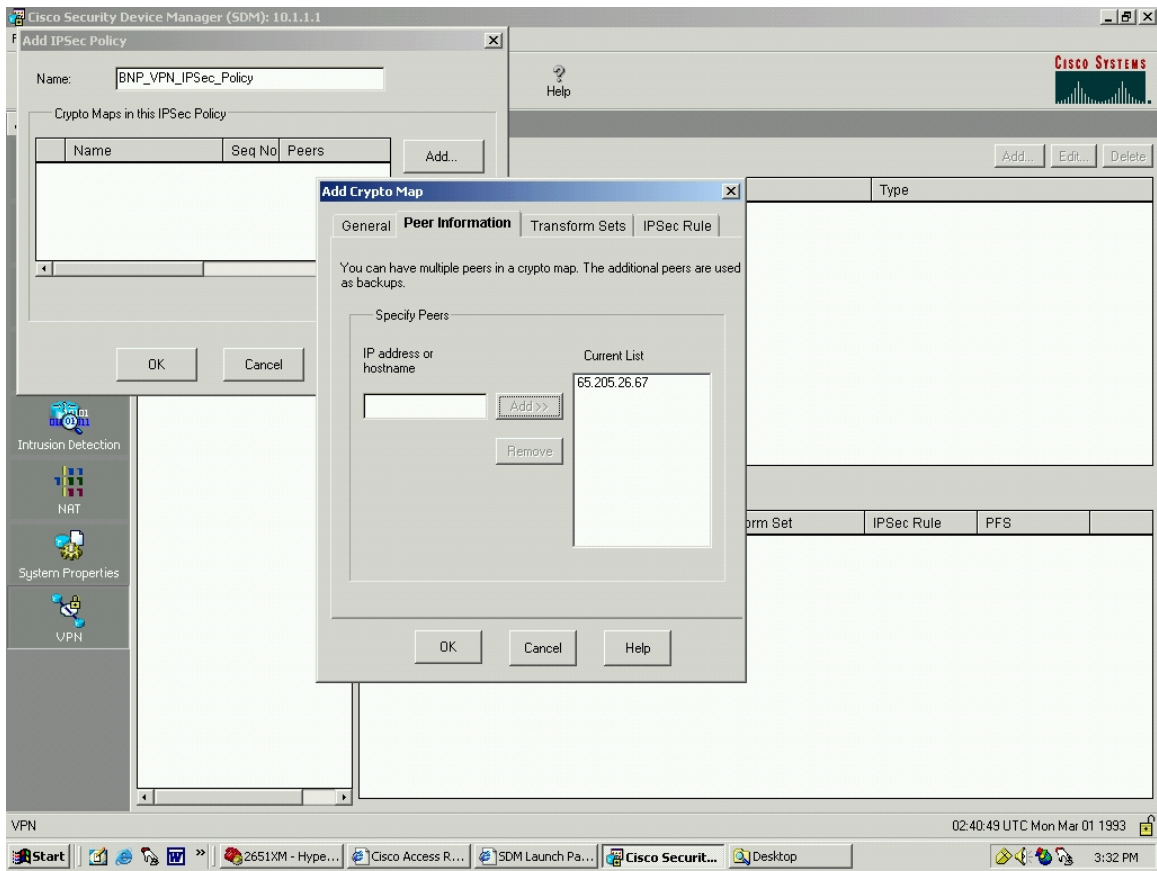 Cisco Security Device Manager (SDM): 10.1.1.1
Add IPSec Policy
Name: BNP_VPN_IPSec_Policy
Help
CISCO SYSTEMS
Crypto Maps in this IPSec Policy
Name Seq No Peers
Add...
Add... Edit... Delete
Type
Add Crypto Map
General Peer Information Transform Sets IPSec Rule
You can have multiple peers in a crypto map. The additional peers are used
as backups.
Specify Peers
IP address or
hostname
Current List
65.205.26.67
Add>>
Remove
OK Cancel
OK Cancel Help
Intrusion Detection
NAT
System Properties
VPN
orm Set IPSec Rule PFS
VPN
02:40:49 UTC Mon Mar 01 1993
Start 2651XM - Hype... Cisco Access R... SDM Launch Pa... Cisco Securit... Desktop 3:32 PM